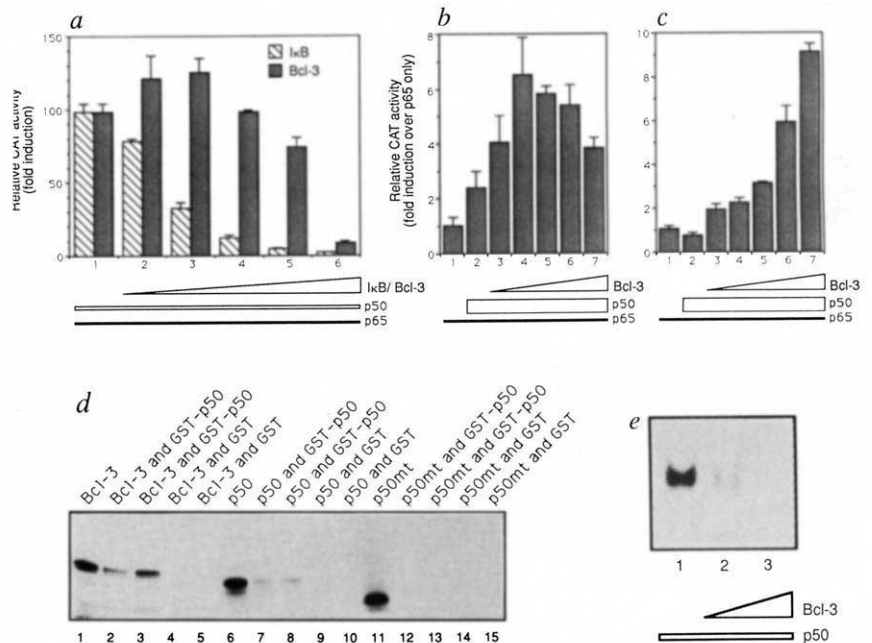 a
Relative CAT activity
(fold induction)
150
100
50
0
IκB
Bcl-3
1 2 3 4 5 6
IκB/ Bcl-3
p50
p65
b
Relative CAT activity
(fold induction over p65 only)
8
6
4
2
0
1 2 3 4 5 6 7
Bcl-3
p50
p65
c
10
8
6
4
2
0
1 2 3 4 5 6 7
Bcl-3
p50
p65
d
Bcl-3
Bcl-3 and GST-p50
Bcl-3 and GST-p50
Bcl-3 and GST
Bcl-3 and GST
p50
p50 and GST-p50
p50 and GST-p50
p50 and GST
p50 and GST
p50mt
p50mt and GST-p50
p50mt and GST-p50
p50mt and GST
p50mt and GST
1 2 3 4 5 6 7 8 9 10 11 12 13 14 15
e
1 2 3
Bcl-3
p50